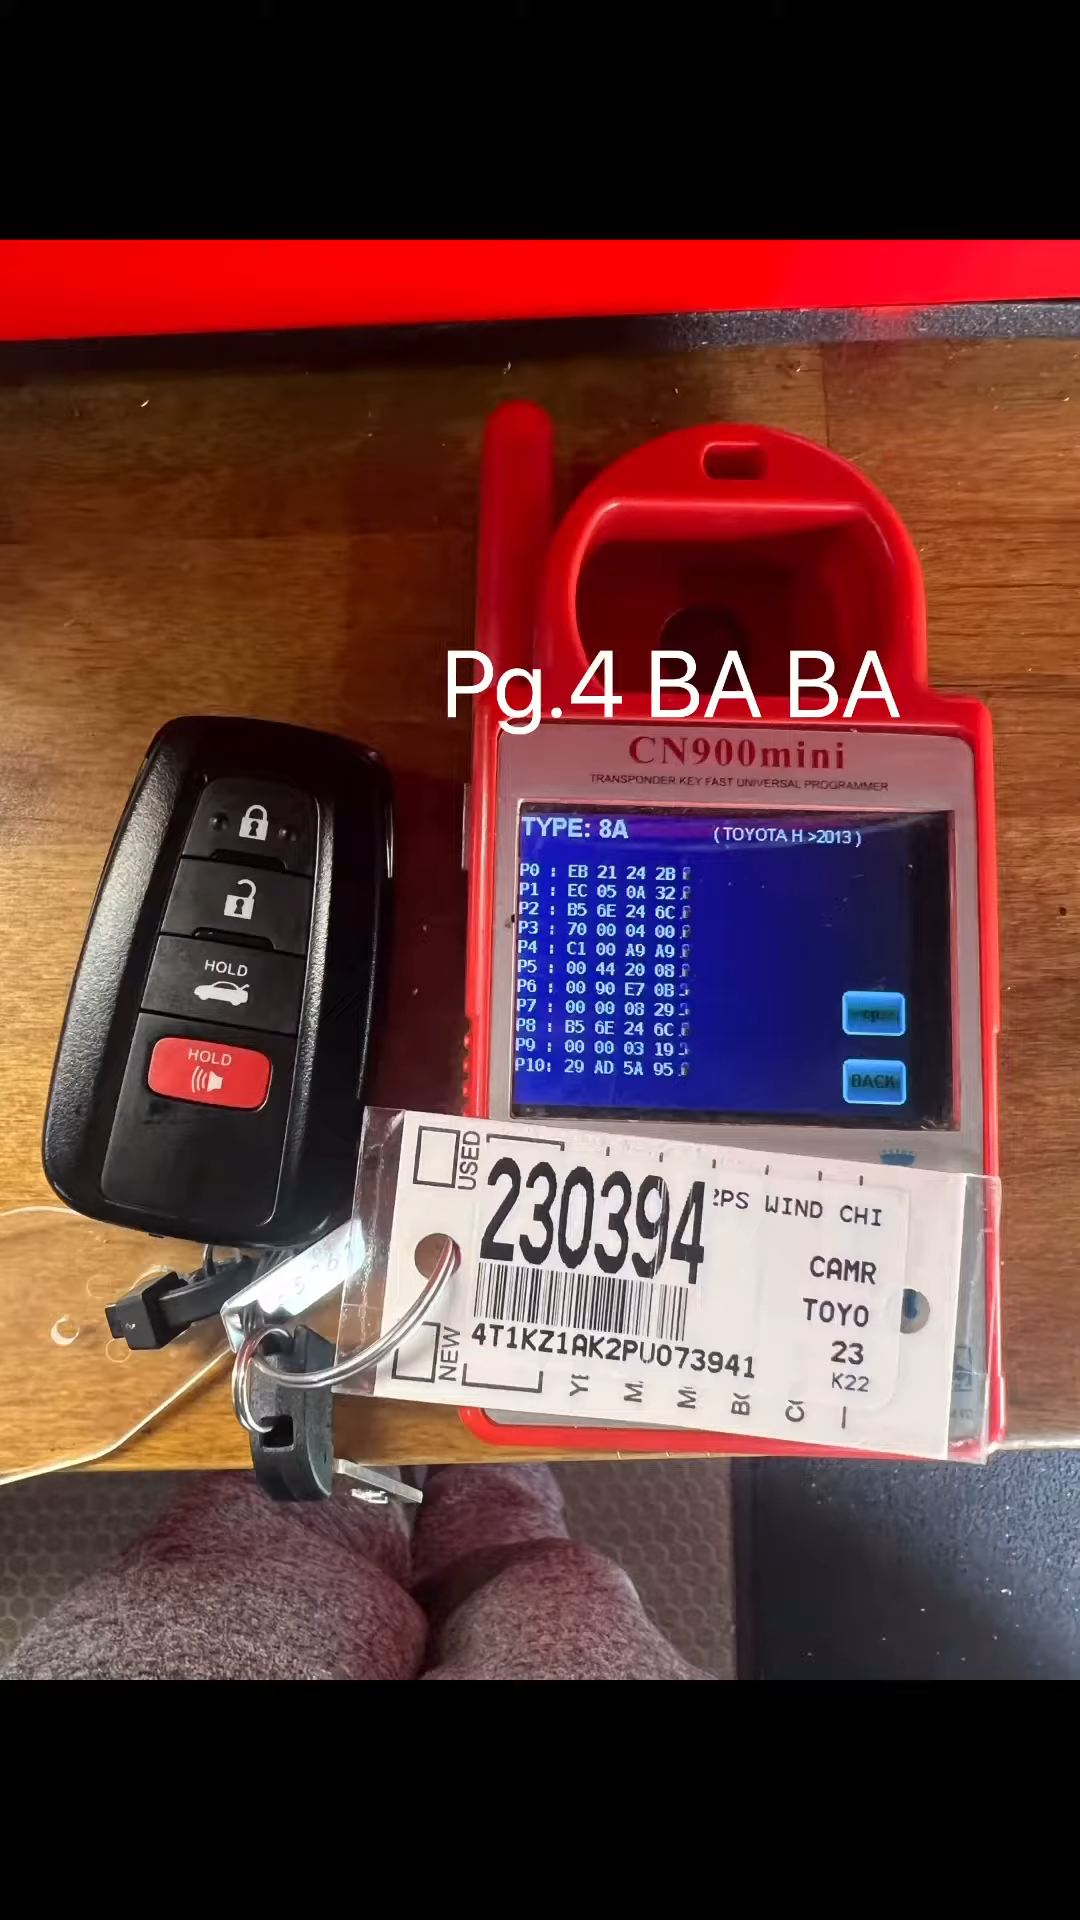 Pg.4 BA BA
CN900mini
TRANSPONDER KEY FAST UNIVERSAL PROGRAMMER
TYPE: 8A (TOYOTA H >2013)
P0 : EB 21 24 2B
P1 : EC 05 0A 32
P2 : B5 6E 24 6C
P3 : 70 00 04 00
P4 : C1 00 A9 A9
P5 : 00 44 20 08
P6 : 00 90 E7 0B
P7 : 00 00 08 29
P8 : B5 6E 24 6C
P9 : 00 00 03 19
P10: 29 AD 5A 95
BACK
HOLD
HOLD
USED
230394
2PS WIND CHI
CAMR
TOYO
23
K22
4T1KZ1AK2PU073941
NEW